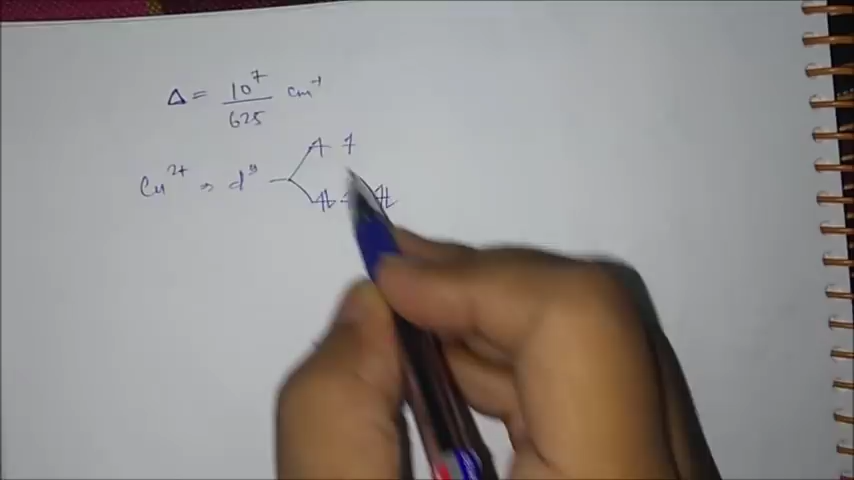 Δ = 10⁷ / 625 cm⁻¹
Cu²⁺ ⇒ d⁹